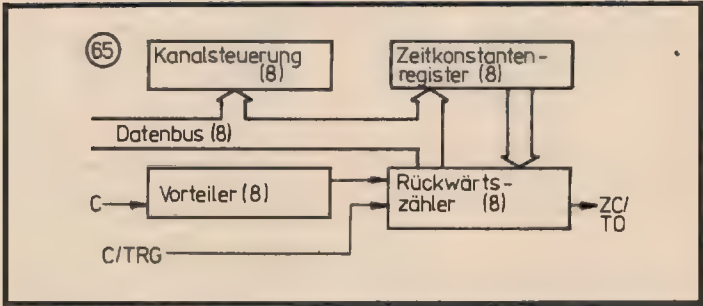 65
Kanalsteuerung
(8)
Zeitkonstanten-
register (8)
Datenbus (8)
Vorteiler (8)
Rückwärts-
zähler (8)
C
C/TRG
ZC/
TO